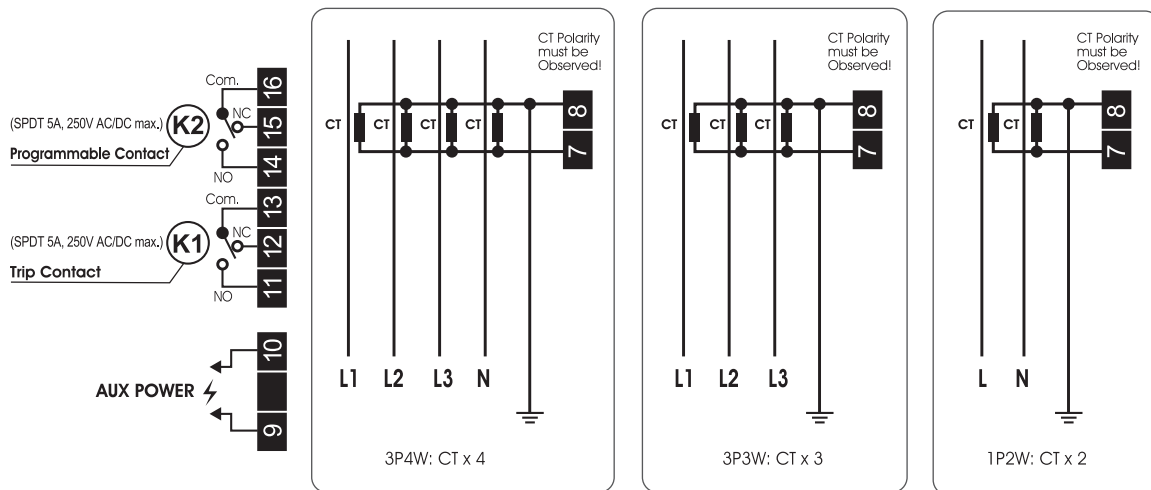 Com.
16
(SPDT 5A, 250V AC/DC max.)
K2
NC
15
Programmable Contact
14
NO
Com.
13
(SPDT 5A, 250V AC/DC max.)
K1
NC
12
Trip Contact
11
NO
10
AUX POWER
9
CT Polarity
must be
Observed!
8
CT CT CT CT
7
L1 L2 L3 N
3P4W: CT x 4
CT Polarity
must be
Observed!
8
CT CT CT
7
L1 L2 L3
3P3W: CT x 3
CT Polarity
must be
Observed!
8
CT CT
7
L N
1P2W: CT x 2